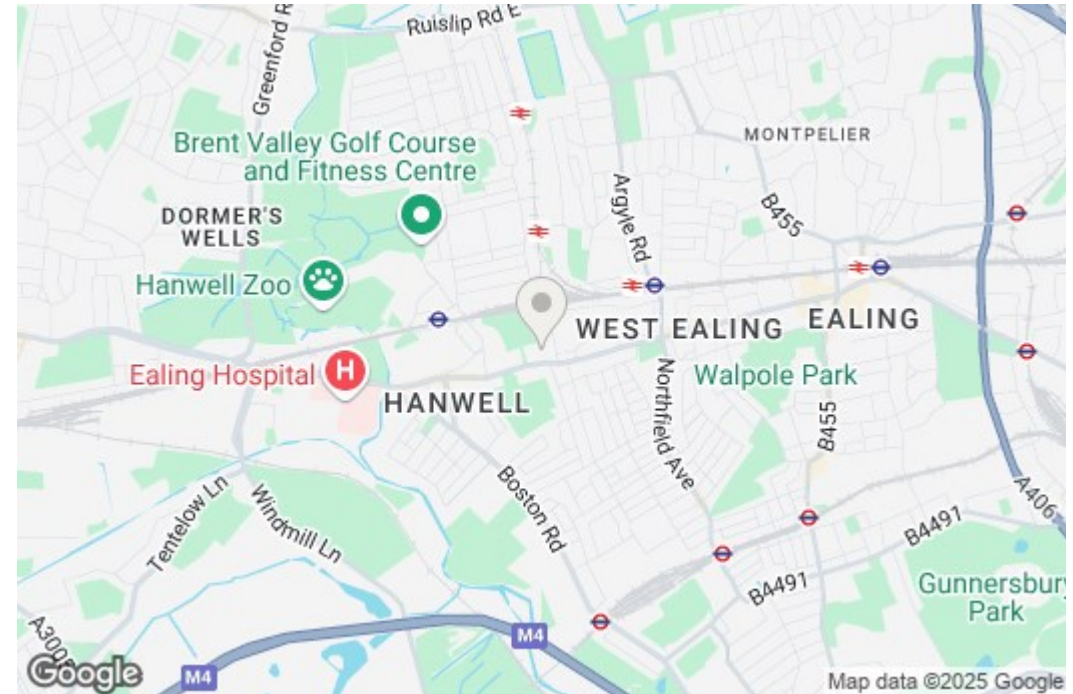 Ruislip Rd E
Greenford R
Brent Valley Golf Course
and Fitness Centre
MONTPELIER
Argyle Rd
B455
DORMER'S
WELLS
Hanwell Zoo
WEST EALING
EALING
Ealing Hospital
H
HANWELL
Walpole Park
Northfield Ave
B455
Boston Rd
Tentelow Ln
Windmill Ln
A406
B4491
B4491
Gunnersbury
Park
A3005
M4
M4
Google
Map data ©2025 Google